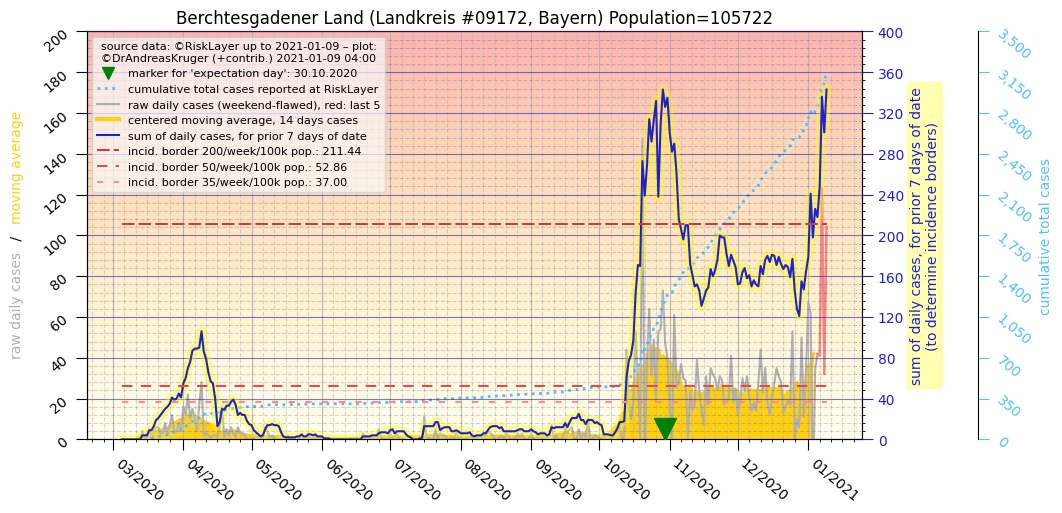 Berchtesgadener Land (Landkreis #09172, Bayern) Population=105722
source data: ©RiskLayer up to 2021-01-09 – plot:
©DrAndreasKruger (+contrib.) 2021-01-09 04:00
marker for 'expectation day': 30.10.2020
cumulative total cases reported at RiskLayer
raw daily cases (weekend-flawed), red: last 5
centered moving average, 14 days cases
sum of daily cases, for prior 7 days of date
incid. border 200/week/100k pop.: 211.44
incid. border 50/week/100k pop.: 52.86
incid. border 35/week/100k pop.: 37.00
raw daily cases / moving average
200
180
160
140
120
100
80
60
40
20
0
03/2020
04/2020
05/2020
06/2020
07/2020
08/2020
09/2020
10/2020
11/2020
12/2020
01/2021
400
360
320
280
240
200
160
120
80
40
0
sum of daily cases, for prior 7 days of date
(to determine incidence borders)
3,500
3,150
2,800
2,450
2,100
1,750
1,400
1,050
700
350
0
cumulative total cases